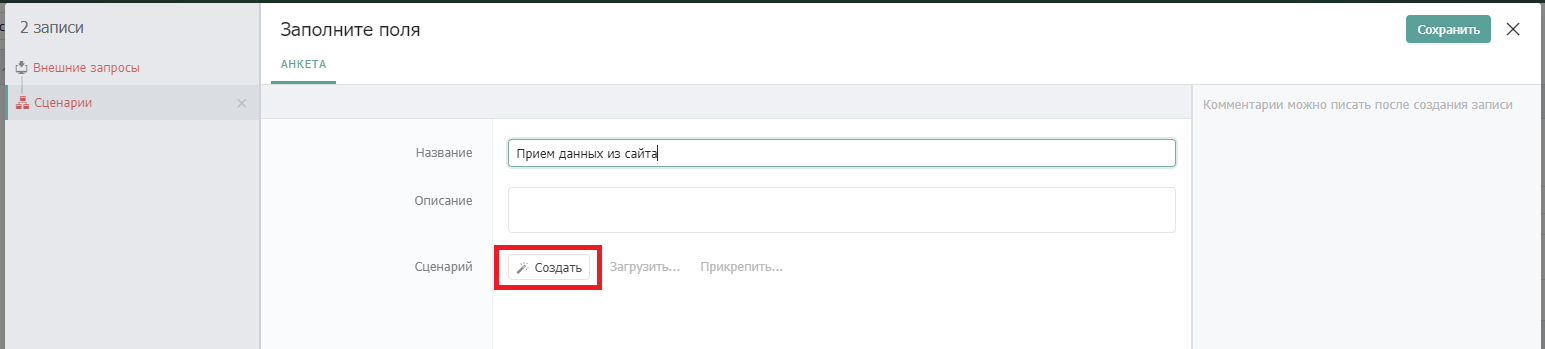 2 записи
Внешние запросы
Сценарии
Заполните поля
Сохранить
АНКЕТА
Комментарии можно писать после создания записи
Название
Прием данных из сайта
Описание
Сценарий
Создать
Загрузить...
Прикрепить...